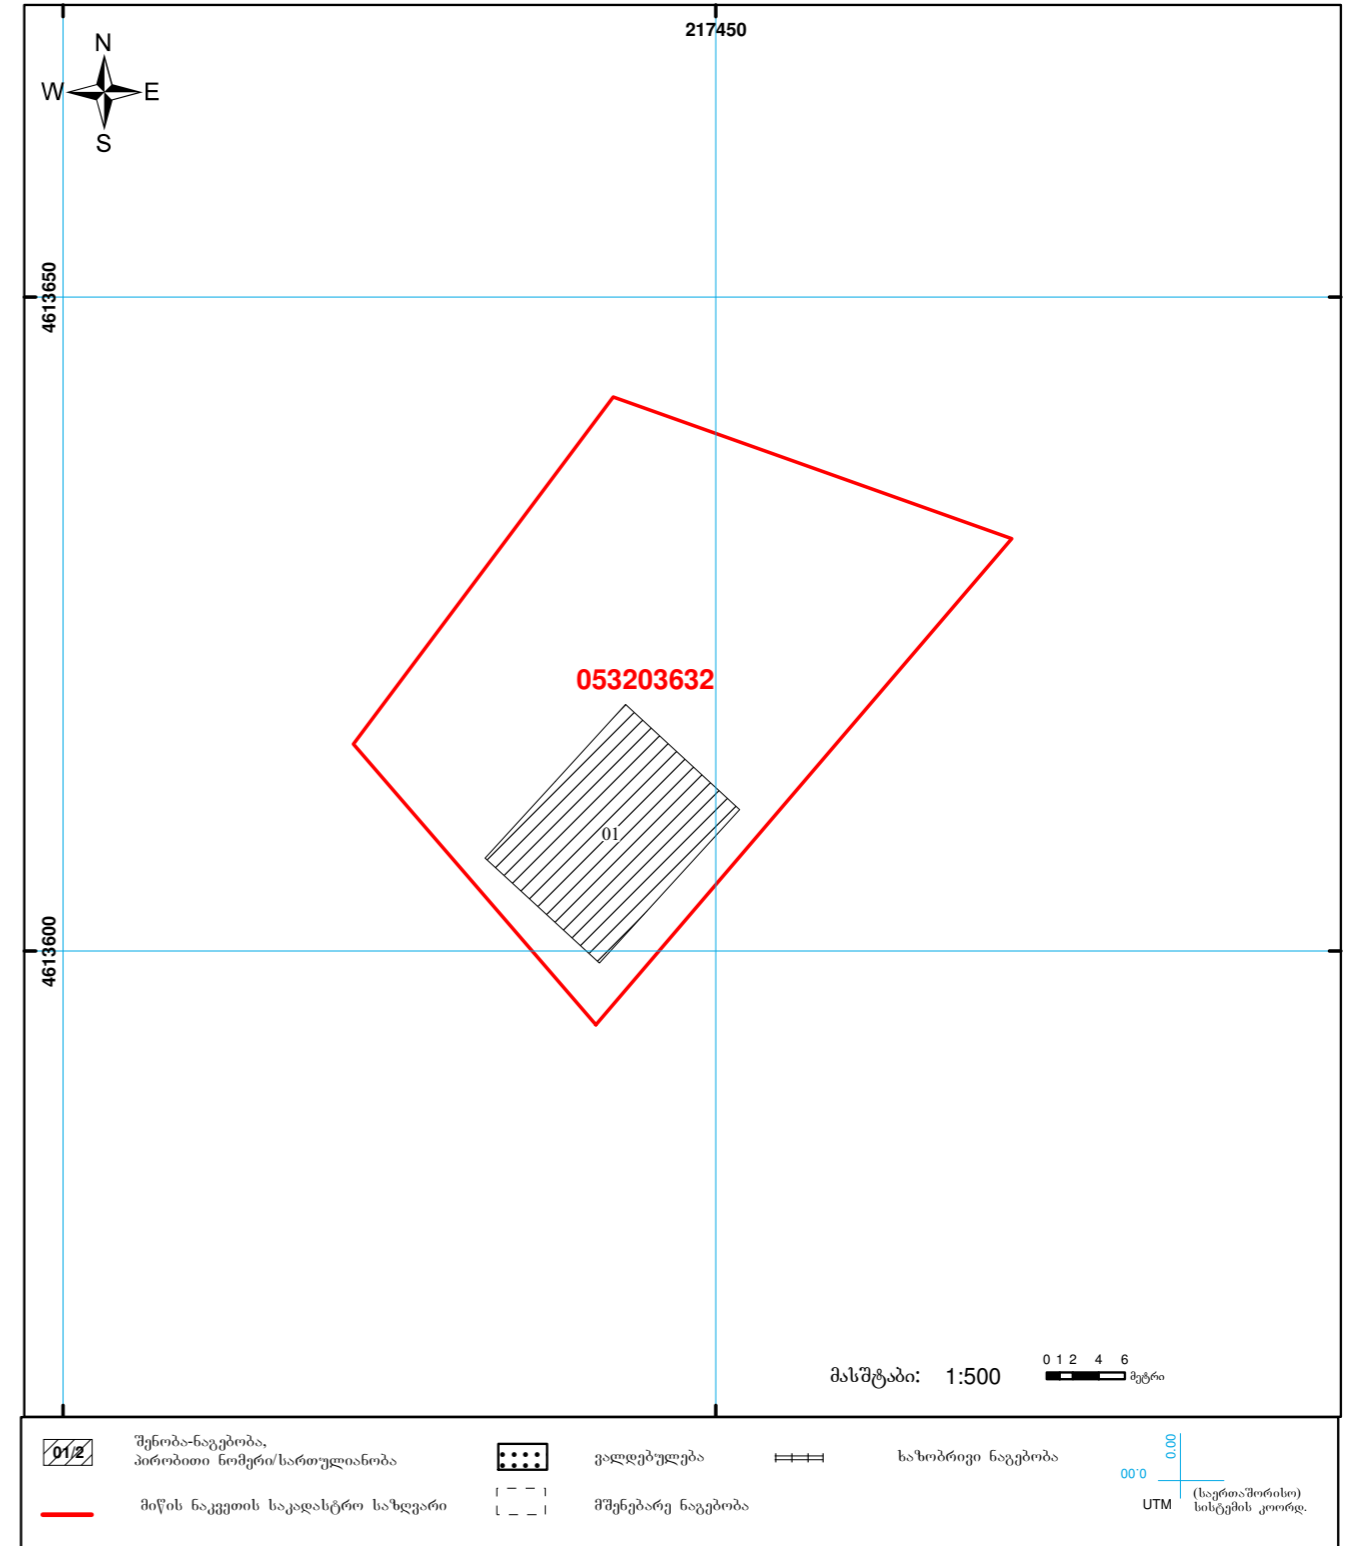 217450
N
W E
S
4613650
053203632
01
4613600
მასშტაბი: 1:500
0 1 2 4 6
მეტრი
01/2
შენობა-ნაგებობა,
პირობითი ნომერი/სართულიანობა
ვალდებულება
ხაზობრივი ნაგებობა
0.00
0.00
მიწის ნაკვეთის საკადასტრო საზღვარი
მშენებარე ნაგებობა
UTM
(საერთაშორისო)
სისტემის კოორდ.